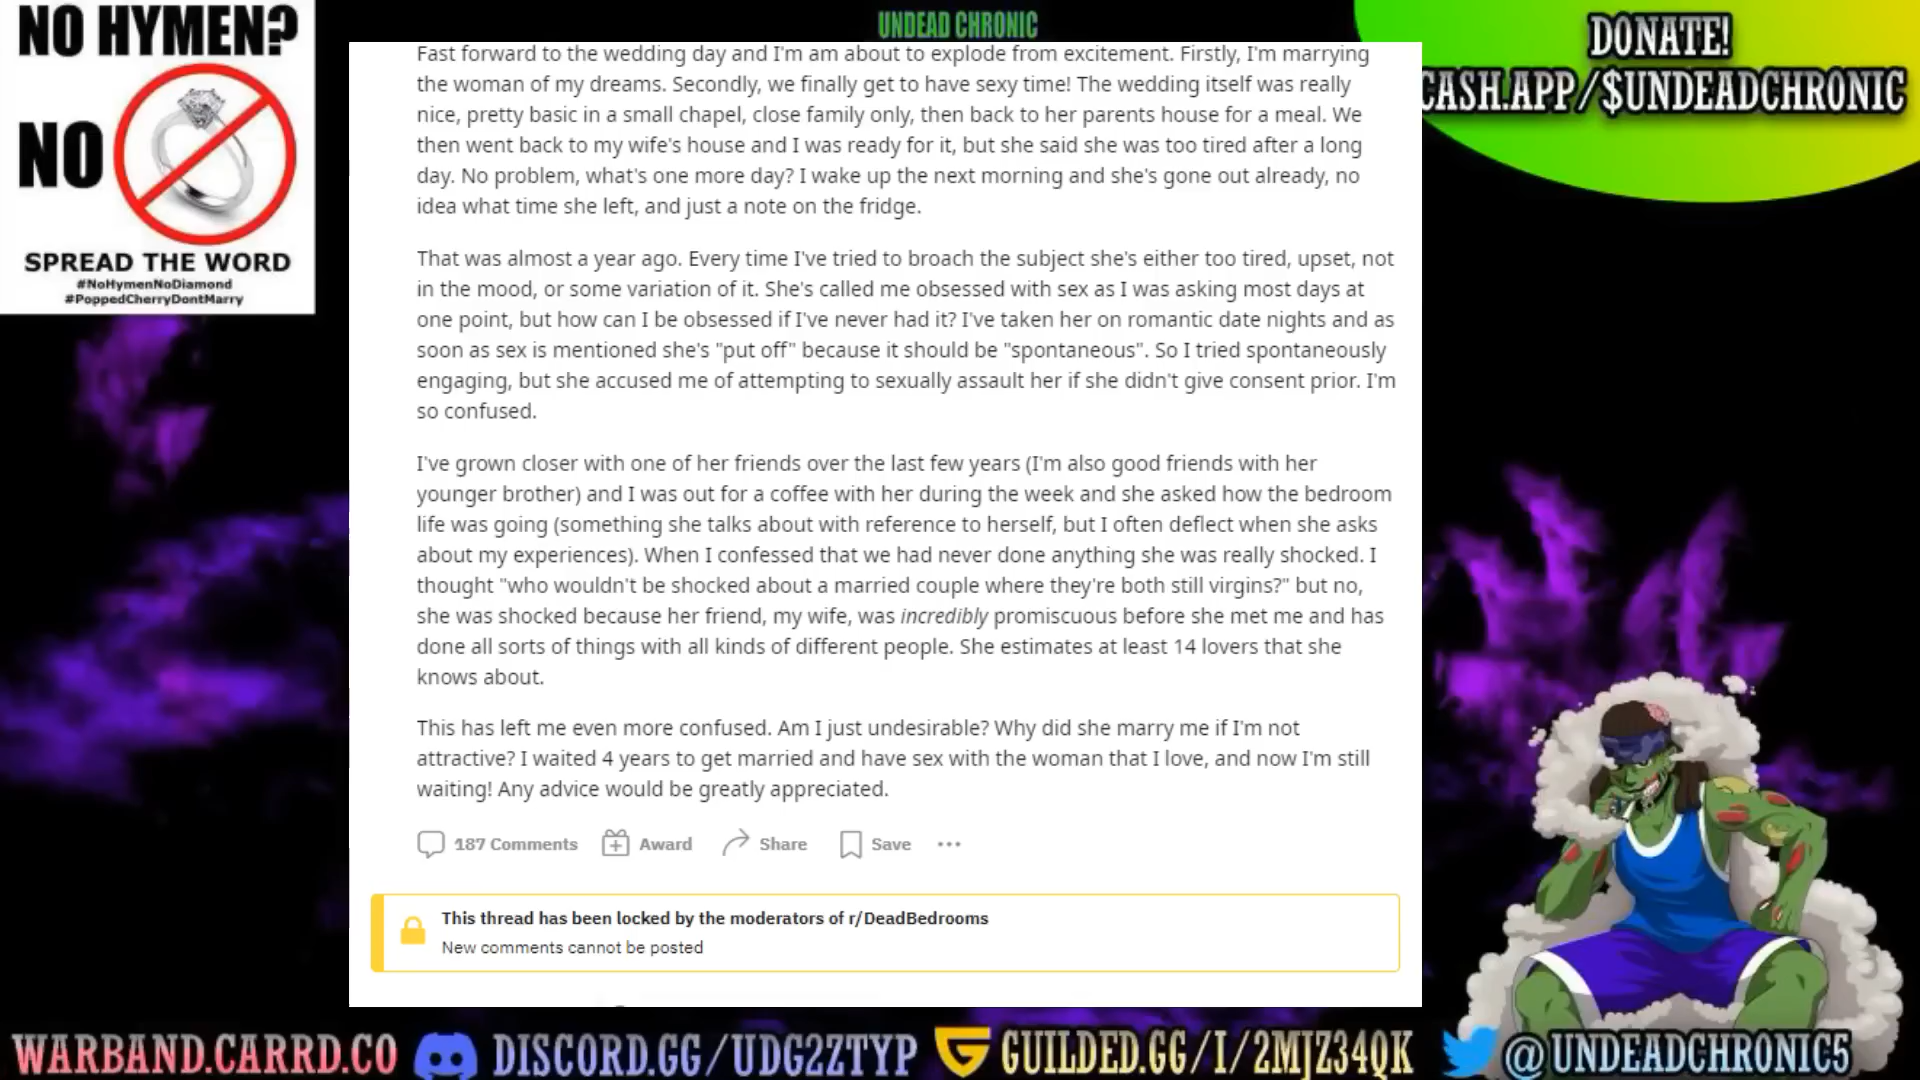 NO HYMEN?
NO
SPREAD THE WORD
#NoHymenNoDiamond
#PoppedCherryDontMarry
UNDEAD CHRONIC
DONATE!
CASH.APP/$UNDEADCHRONIC
Fast forward to the wedding day and I'm am about to explode from excitement. Firstly, I'm marrying
the woman of my dreams. Secondly, we finally get to have sexy time! The wedding itself was really
nice, pretty basic in a small chapel, close family only, then back to her parents house for a meal. We
then went back to my wife's house and I was ready for it, but she said she was too tired after a long
day. No problem, what's one more day? I wake up the next morning and she's gone out already, no
idea what time she left, and just a note on the fridge.
That was almost a year ago. Every time I've tried to broach the subject she's either too tired, upset, not
in the mood, or some variation of it. She's called me obsessed with sex as I was asking most days at
one point, but how can I be obsessed if I've never had it? I've taken her on romantic date nights and as
soon as sex is mentioned she's "put off" because it should be "spontaneous". So I tried spontaneously
engaging, but she accused me of attempting to sexually assault her if she didn't give consent prior. I'm
so confused.
I've grown closer with one of her friends over the last few years (I'm also good friends with her
younger brother) and I was out for a coffee with her during the week and she asked how the bedroom
life was going (something she talks about with reference to herself, but I often deflect when she asks
about my experiences). When I confessed that we had never done anything she was really shocked. I
thought "who wouldn't be shocked about a married couple where they're both still virgins?" but no,
she was shocked because her friend, my wife, was incredibly promiscuous before she met me and has
done all sorts of things with all kinds of different people. She estimates at least 14 lovers that she
knows about.
This has left me even more confused. Am I just undesirable? Why did she marry me if I'm not
attractive? I waited 4 years to get married and have sex with the woman that I love, and now I'm still
waiting! Any advice would be greatly appreciated.
187 Comments Award Share Save ...
This thread has been locked by the moderators of r/DeadBedrooms
New comments cannot be posted
WARBAND.CARRD.CO DISCORD.GG/UDG2ZTYP GUILDED.GG/I/2MJZ34QK @UNDEADCHRONIC5